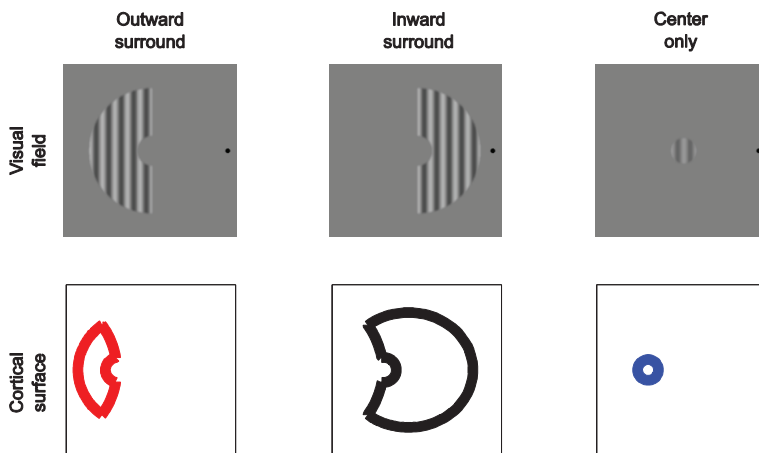 Outward
surround
Inward
surround
Center
only
Visual
field
Cortical
surface